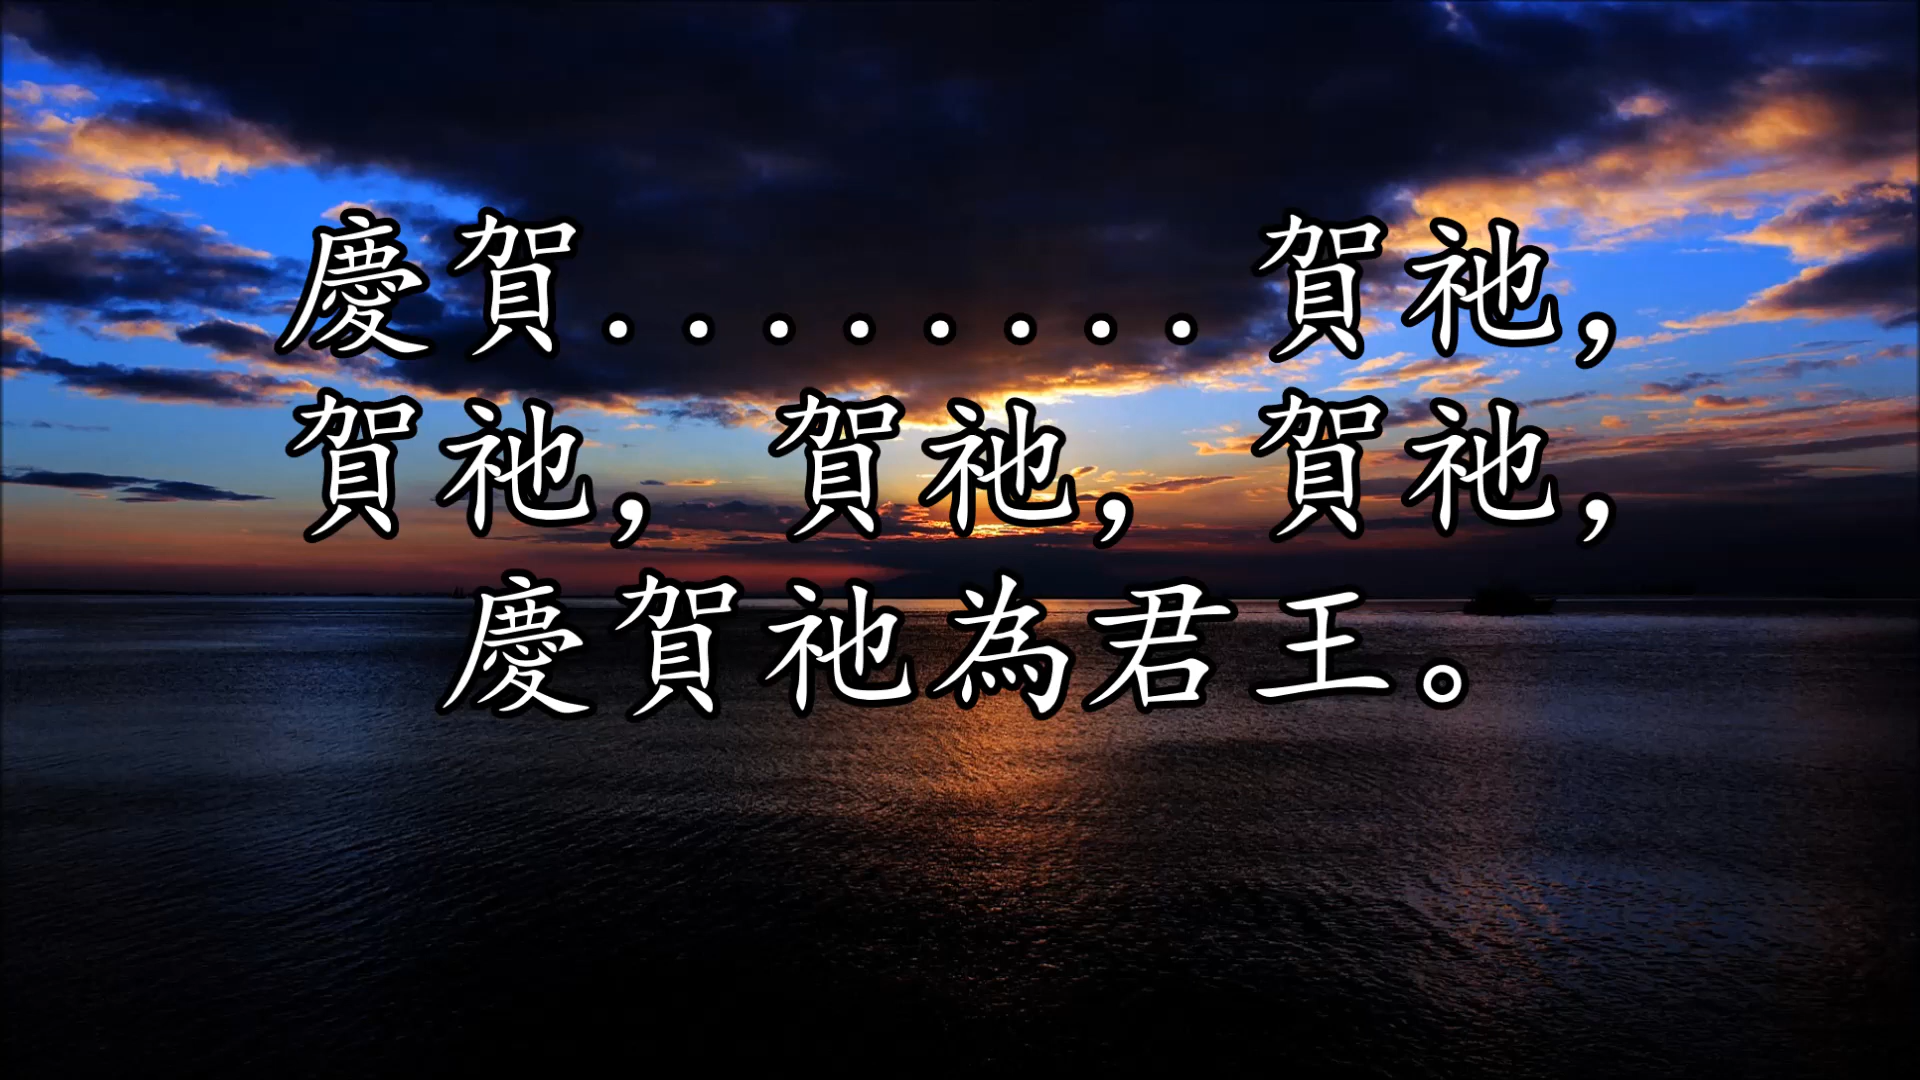 慶賀........賀祂,
賀祂, 賀祂, 賀祂,
慶賀祂為君王。